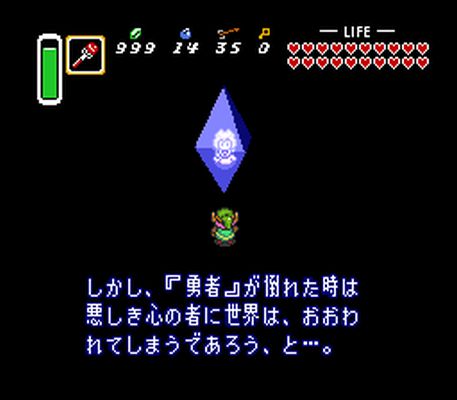 — LIFE —
999 14 35 0
しかし、『勇者』が倒れた時は
悪しき心の者に世界は、おおわ
れてしまうであろう、と…。